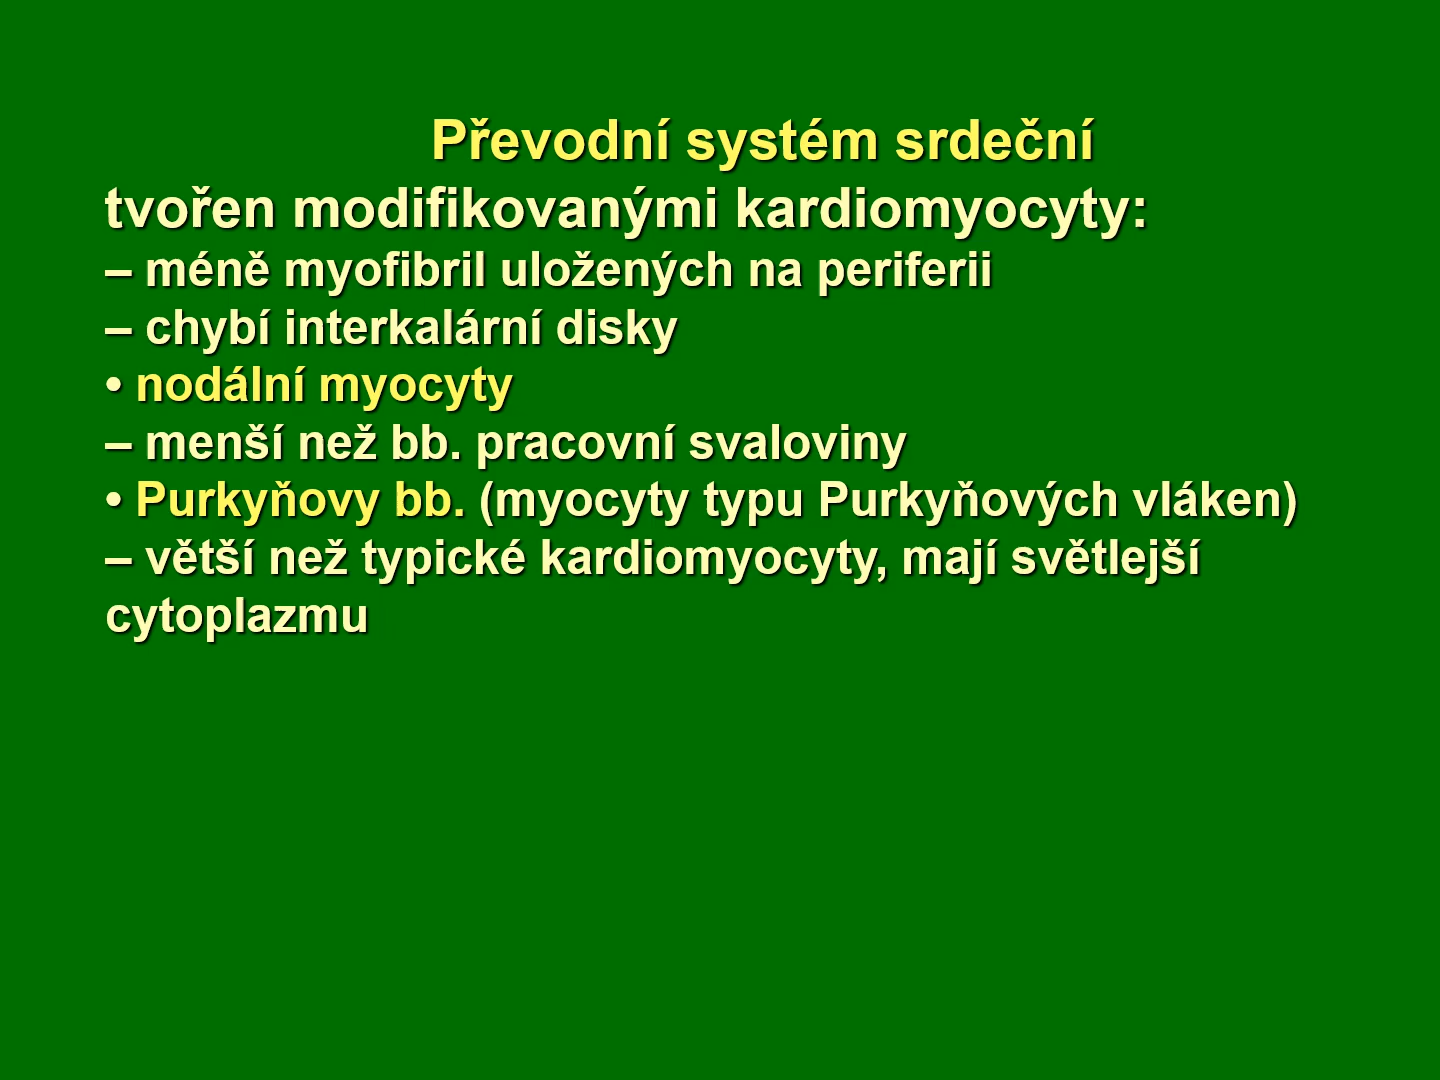 Převodní systém srdeční
tvořen modifikovanými kardiomyocyty:
– méně myofibril uložených na periferii
– chybí interkalární disky
• nodální myocyty
– menší než bb. pracovní svaloviny
• Purkyňovy bb. (myocyty typu Purkyňových vláken)
– větší než typické kardiomyocyty, mají světlejší
cytoplazmu